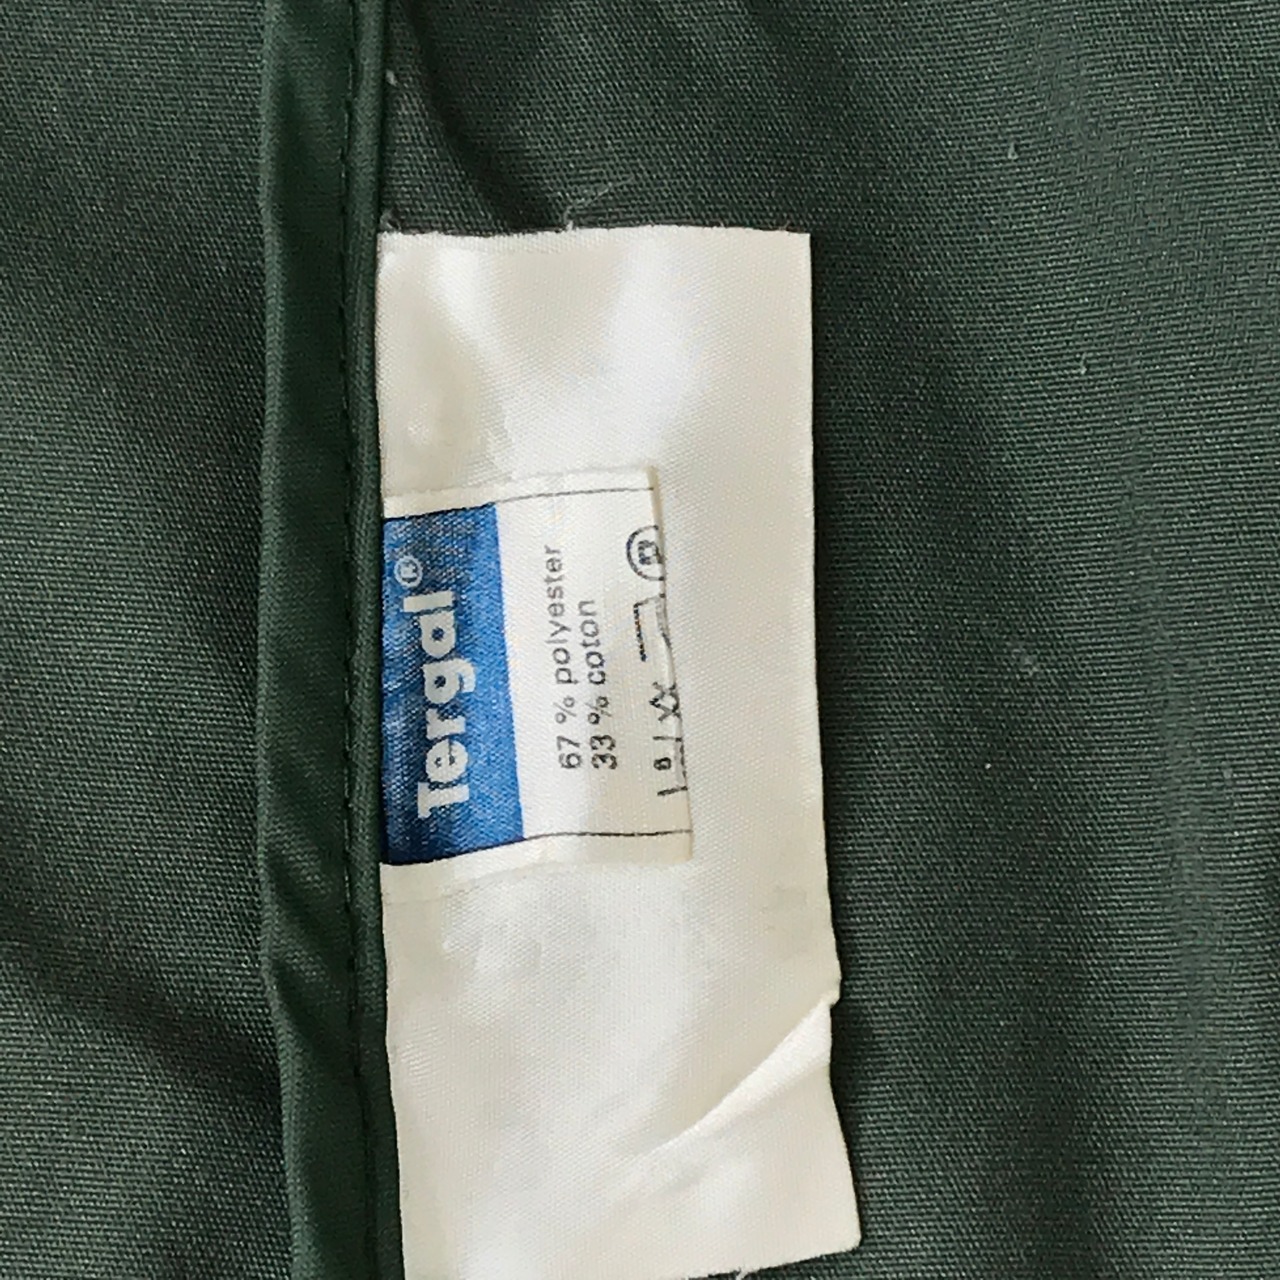 Tergal®
67 % polyester
33 % coton